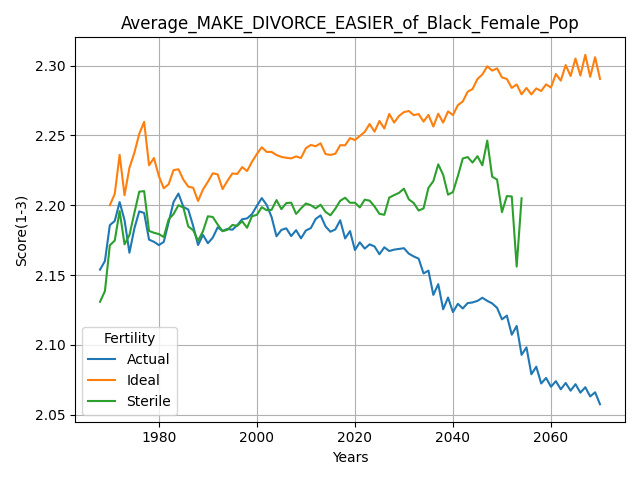 Average_MAKE_DIVORCE_EASIER_of_Black_Female_Pop
Score(1-3)
2.30
2.25
2.20
2.15
2.10
2.05
Fertility
Actual
Ideal
Sterile
1980
2000
2020
2040
2060
Years